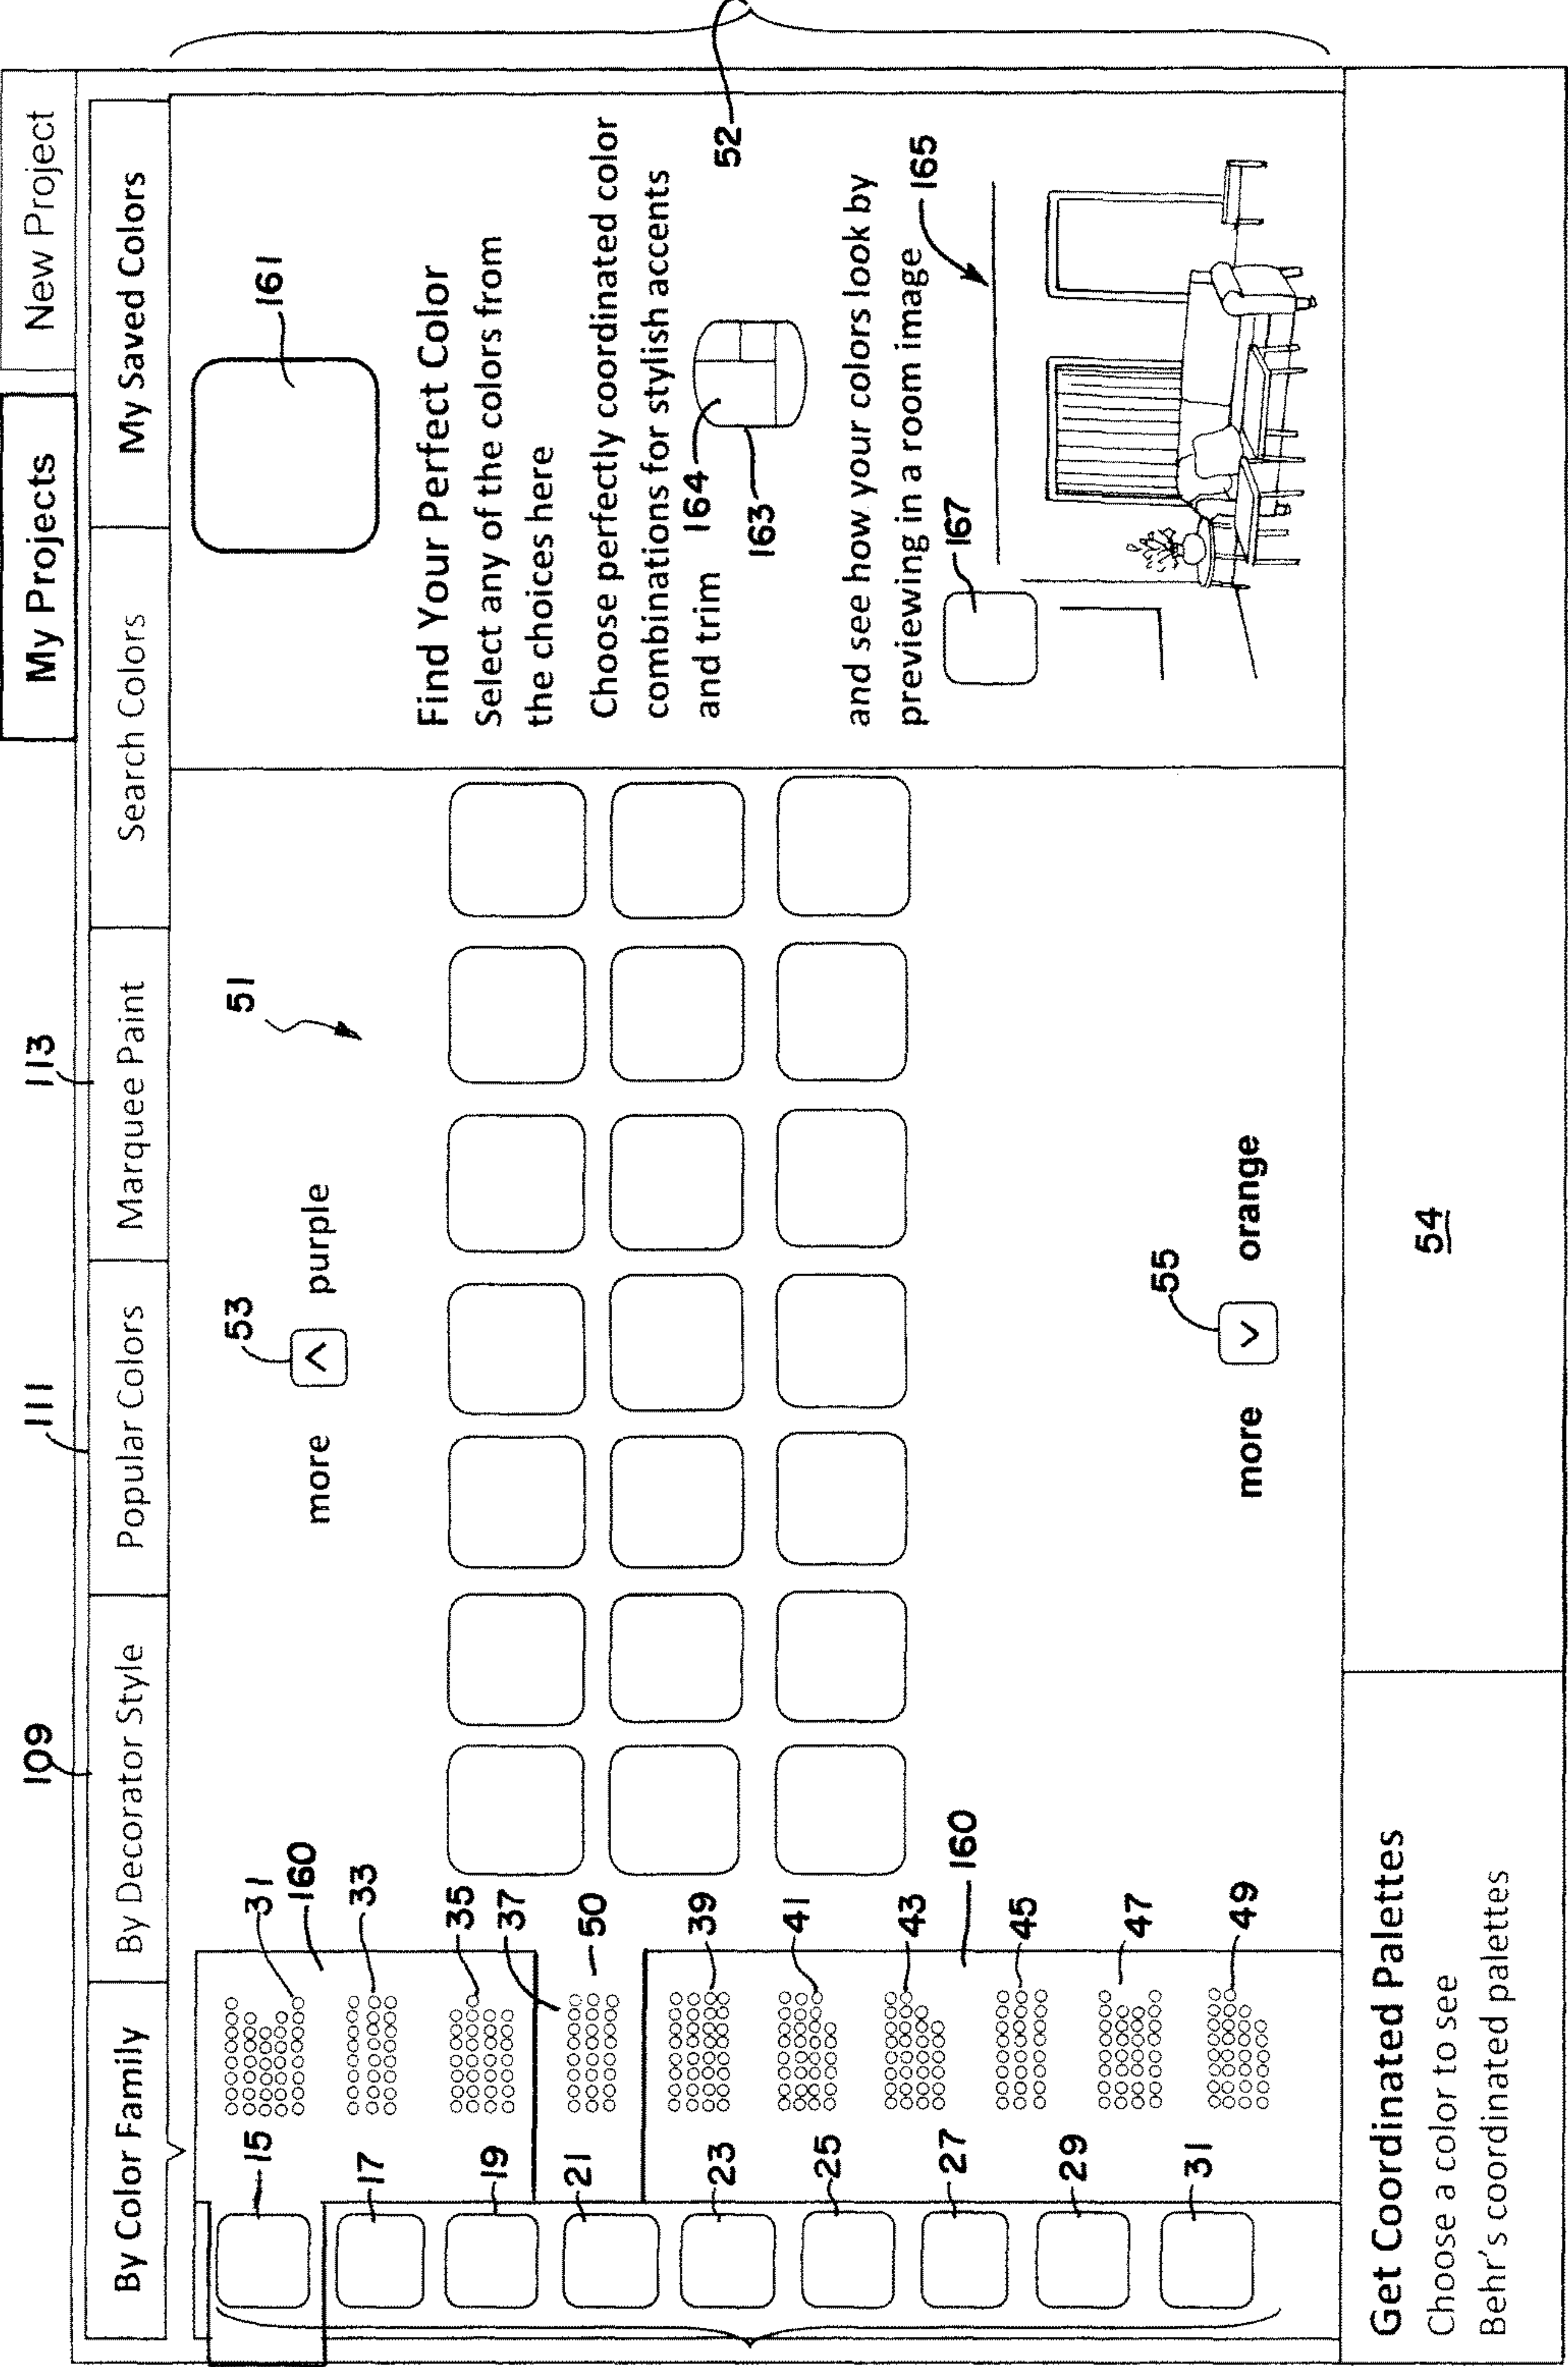 My Projects
New Project
109
111
113
By Color Family
By Decorator Style
Popular Colors
Marquee Paint
Search Colors
My Saved Colors
15
17
19
21
23
25
27
29
31
31
160
33
35
37
50
39
41
43
160
45
47
49
53
more
^
purple
51
55
more
v
orange
161
Find Your Perfect Color
Select any of the colors from
the choices here
Choose perfectly coordinated color
combinations for stylish accents
and trim
164
163
52
and see how your colors look by
previewing in a room image
165
167
Get Coordinated Palettes
Choose a color to see
Behr's coordinated palettes
54